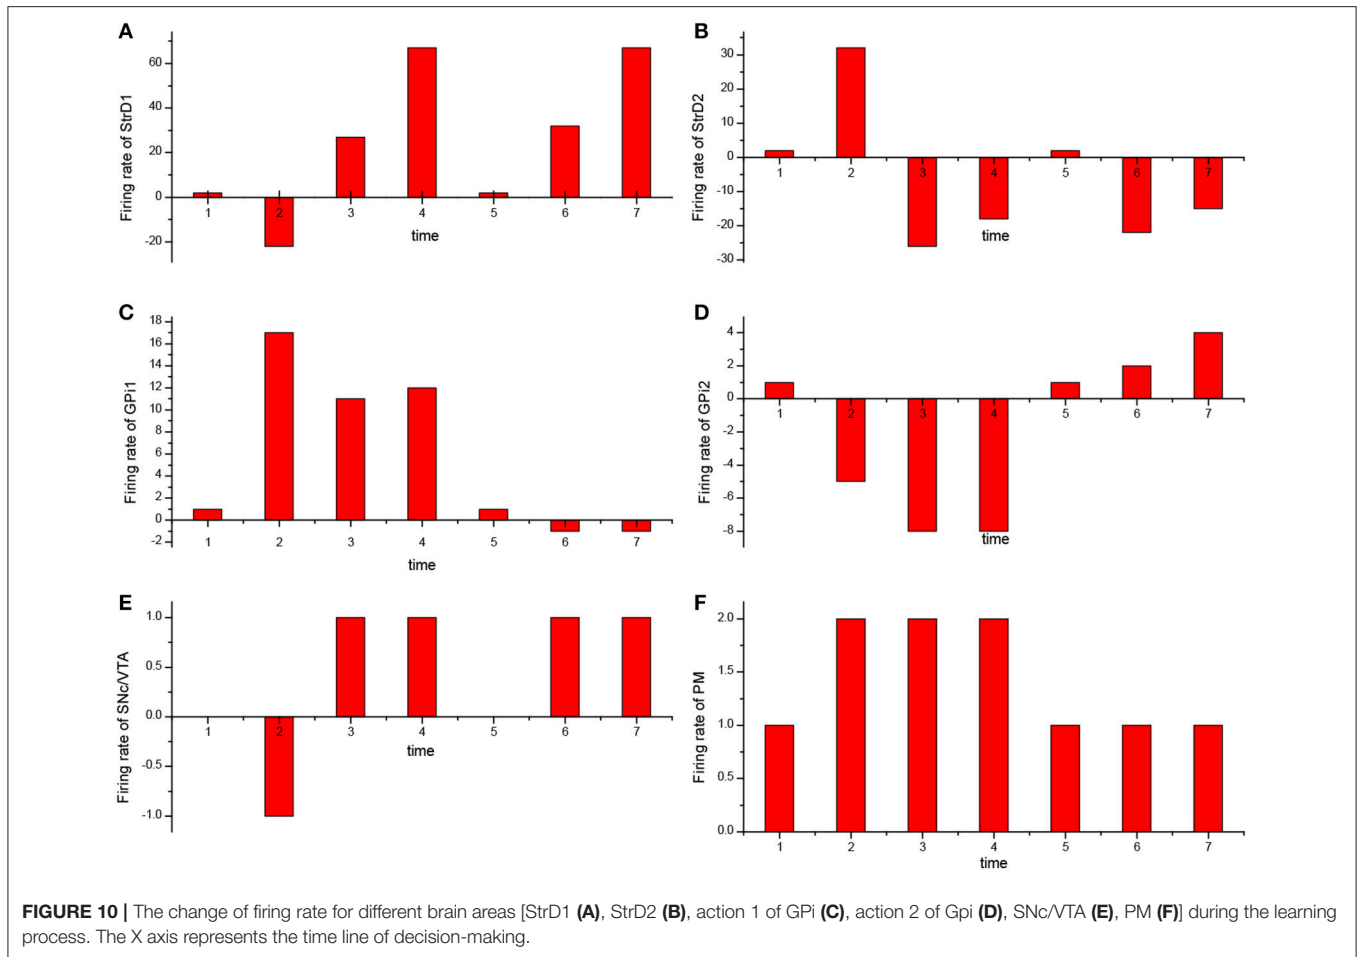 A
Firing rate of StrD1
60
40
20
0
-20
1 2 3 4 5 6 7
time
B
Firing rate of StrD2
30
20
10
0
-10
-20
-30
1 2 3 4 5 6 7
time
C
Firing rate of GPi1
18
16
14
12
10
8
6
4
2
0
-2
1 2 3 4 5 6 7
time
D
Firing rate of GPi2
4
2
0
-2
-4
-6
-8
1 2 3 4 5 6 7
time
E
Firing rate of SNc/VTA
1.0
0.5
0.0
-0.5
-1.0
1 2 3 4 5 6 7
time
F
Firing rate of PM
2.0
1.5
1.0
0.5
0.0
1 2 3 4 5 6 7
time
FIGURE 10 | The change of firing rate for different brain areas [StrD1 (A), StrD2 (B), action 1 of GPi (C), action 2 of Gpi (D), SNc/VTA (E), PM (F)] during the learning
process. The X axis represents the time line of decision-making.